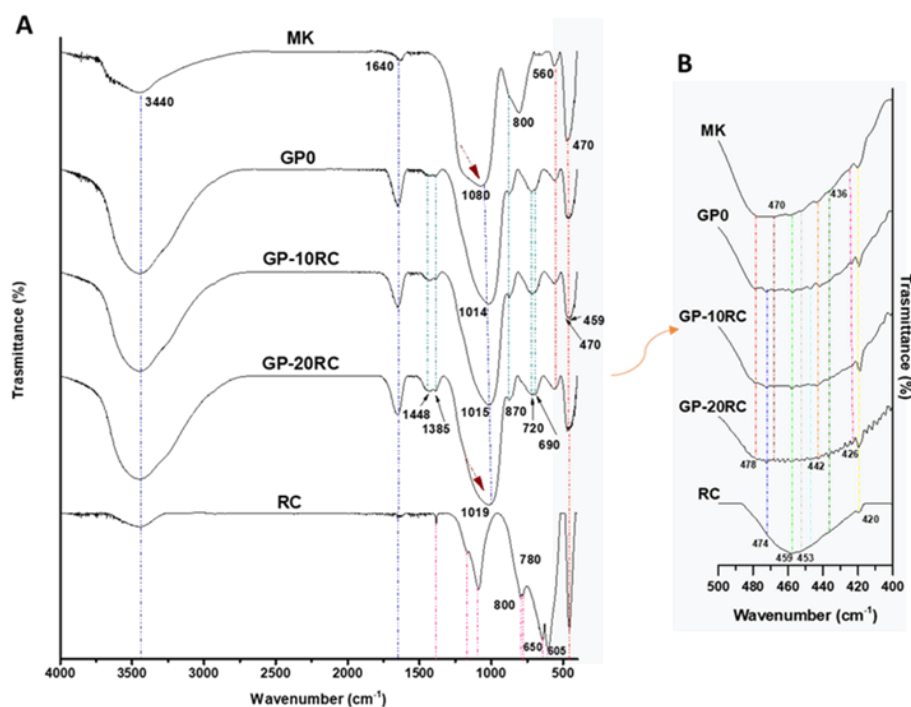 A
MK
3440
1640
1080
800
560
470
GP0
GP-10RC
1014
459
470
GP-20RC
1448
1385
1015
870
720
690
RC
1019
780
800
650
605
Trasmittance (%)
4000
3500
3000
2500
2000
1500
1000
500
Wavenumber (cm⁻¹)
B
MK
470
436
GP0
GP-10RC
GP-20RC
478
442
426
RC
474
459
453
420
Trasmittance (%)
500
480
460
440
420
400
Wavenumber (cm⁻¹)